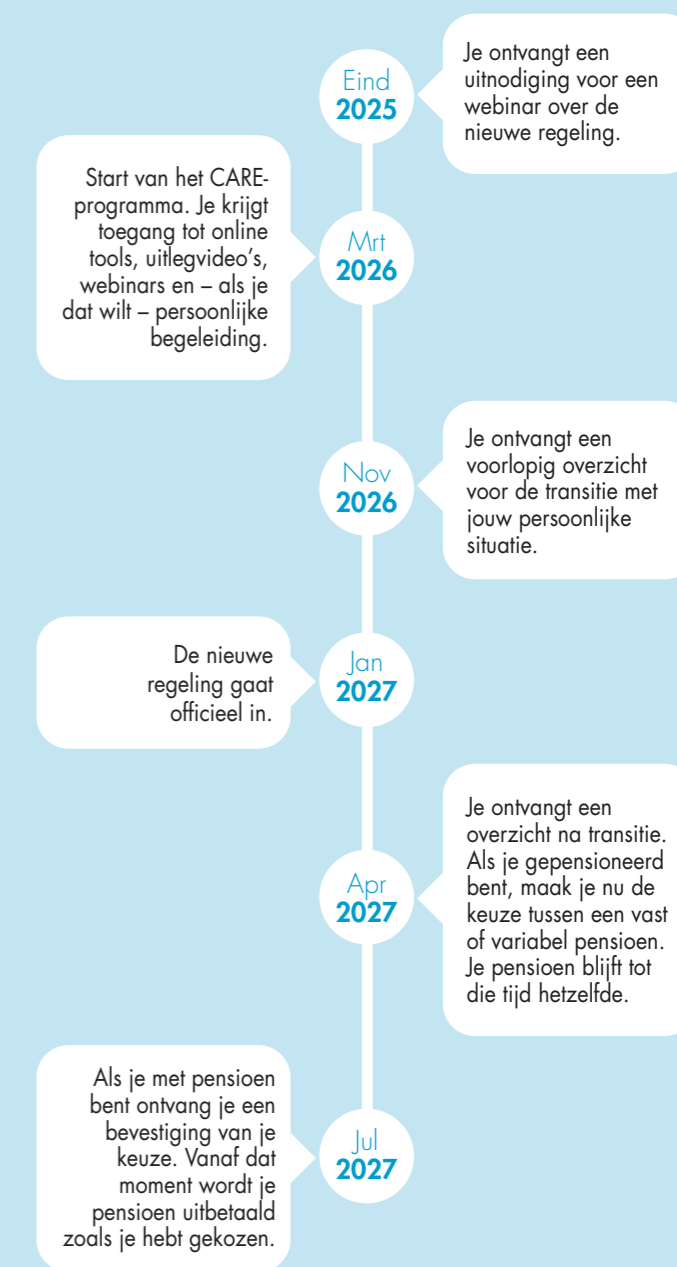 Eind
2025
Je ontvangt een
uitnodiging voor een
webinar over de
nieuwe regeling.
Mrt
2026
Start van het CARE-
programma. Je krijgt
toegang tot online
tools, uitlegvideo's,
webinars en – als je
dat wilt – persoonlijke
begeleiding.
Nov
2026
Je ontvangt een
voorlopig overzicht
voor de transitie met
jouw persoonlijke
situatie.
Jan
2027
De nieuwe
regeling gaat
officieel in.
Apr
2027
Je ontvangt een
overzicht na transitie.
Als je gepensioneerd
bent, maak je nu de
keuze tussen een vast
of variabel pensioen.
Je pensioen blijft tot
die tijd hetzelfde.
Jul
2027
Als je met pensioen
bent ontvang je een
bevestiging van je
keuze. Vanaf dat
moment wordt je
pensioen uitbetaald
zoals je hebt gekozen.